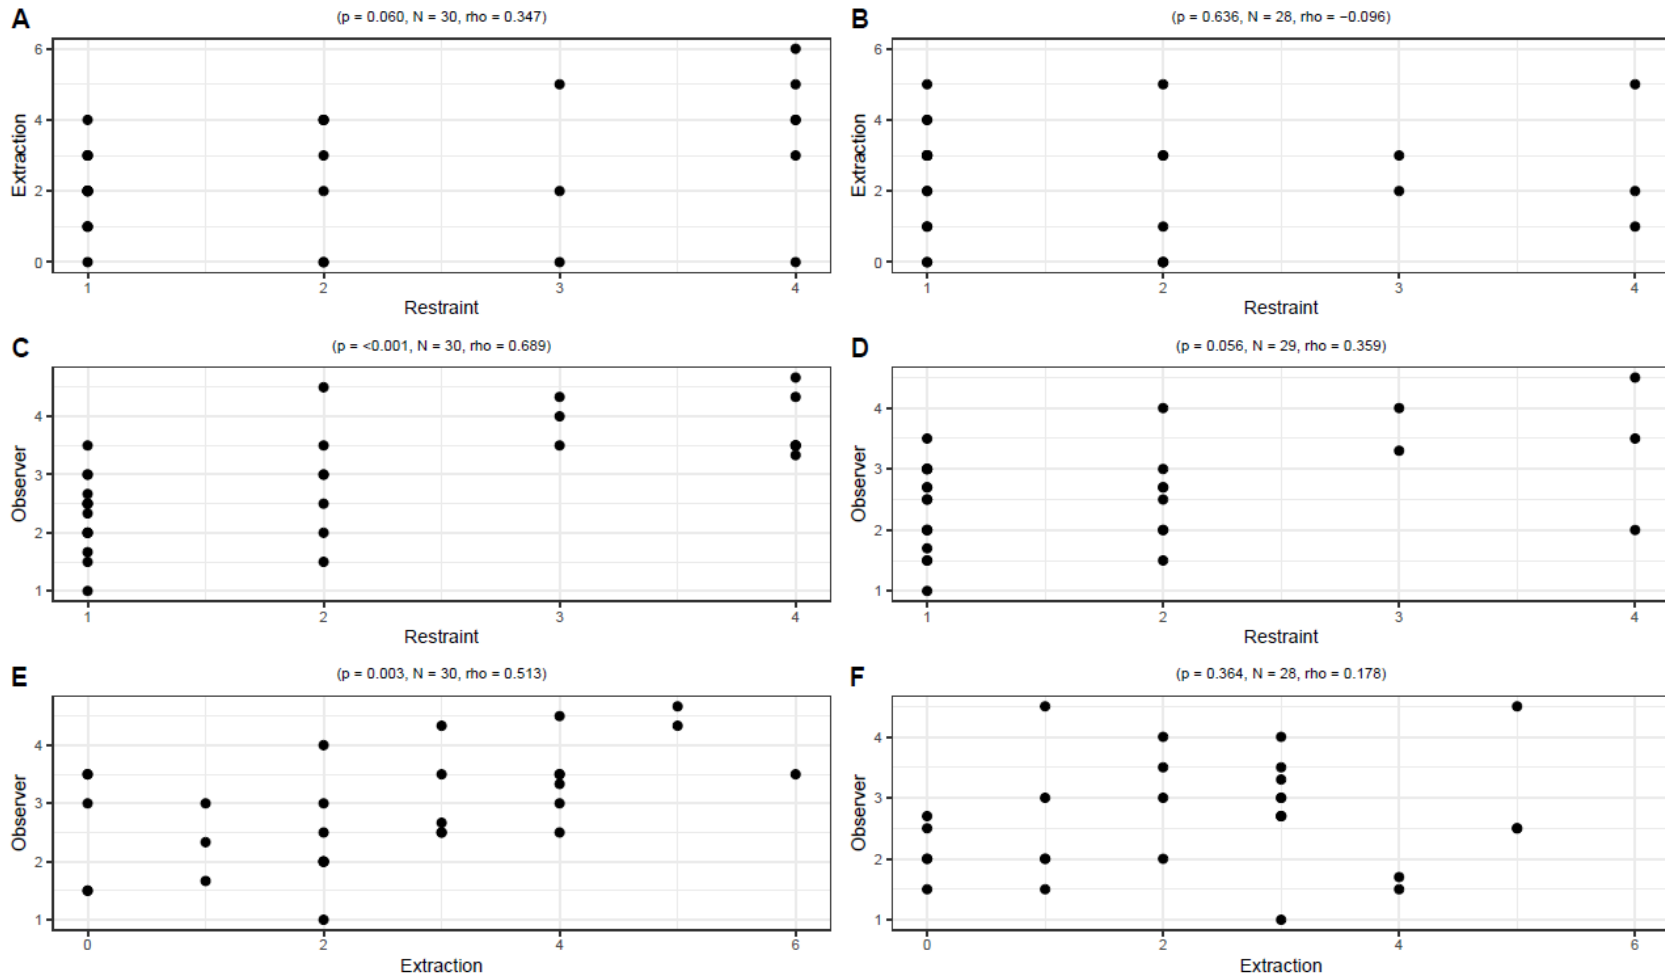 A
(p = 0.060, N = 30, rho = 0.347)
6
4
2
0
Extraction
1 2 3 4
Restraint
B
(p = 0.636, N = 28, rho = −0.096)
6
4
2
0
Extraction
1 2 3 4
Restraint
C
(p = <0.001, N = 30, rho = 0.689)
4
3
2
1
Observer
1 2 3 4
Restraint
D
(p = 0.056, N = 29, rho = 0.359)
4
3
2
1
Observer
1 2 3 4
Restraint
E
(p = 0.003, N = 30, rho = 0.513)
4
3
2
1
Observer
0 2 4 6
Extraction
F
(p = 0.364, N = 28, rho = 0.178)
4
3
2
1
Observer
0 2 4 6
Extraction